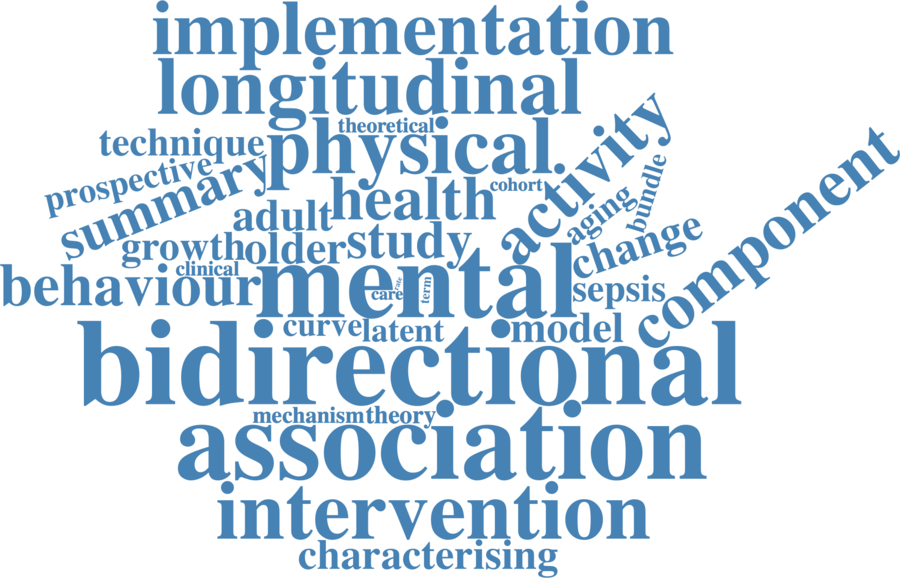 implementation
longitudinal
theoretical
physical.
activity
technique
prospective
summary
health
cohort
adult
aging
bundle
component
growth
older
study
change
clinical
behaviour
mental
care
term
sepsis
curve
latent
model
bidirectional
mechanism
theory
association
intervention
characterising